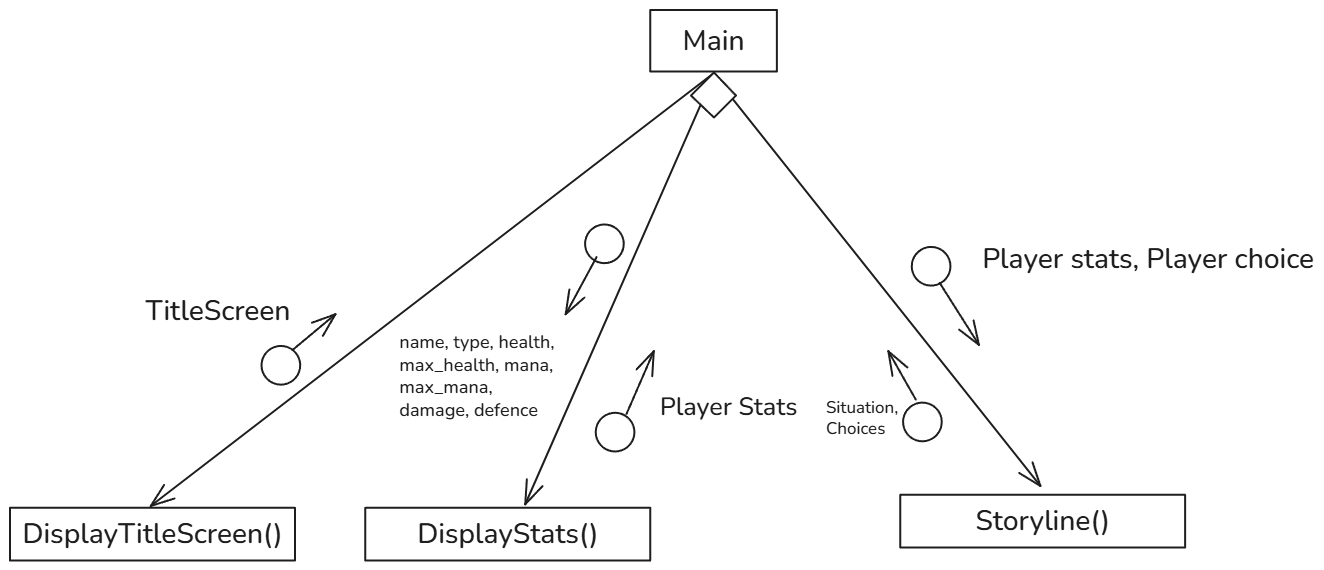 Main
Player stats, Player choice
TitleScreen
name, type, health,
max_health, mana,
max_mana,
damage, defence
Player Stats
Situation,
Choices
DisplayTitleScreen()
DisplayStats()
Storyline()